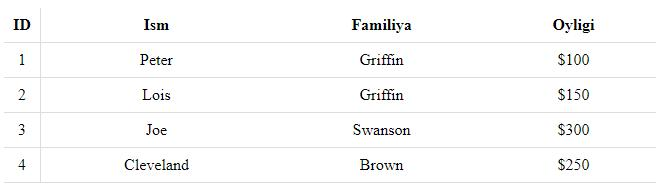 ID Ism Familiya Oyligi
1 Peter Griffin $100
2 Lois Griffin $150
3 Joe Swanson $300
4 Cleveland Brown $250